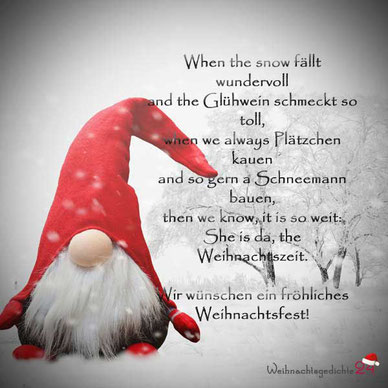 When the snow fällt
wundervoll
and the Glühwein schmeckt so
toll,
when we always Plätzchen
kauen
and so gern a Schneemann
bauen,
then we know, it is so weit:
She is da, the
Weihnachtszeit.
Wir wünschen ein fröhliches
Weihnachtsfest!
Weihnachtsgedichte24